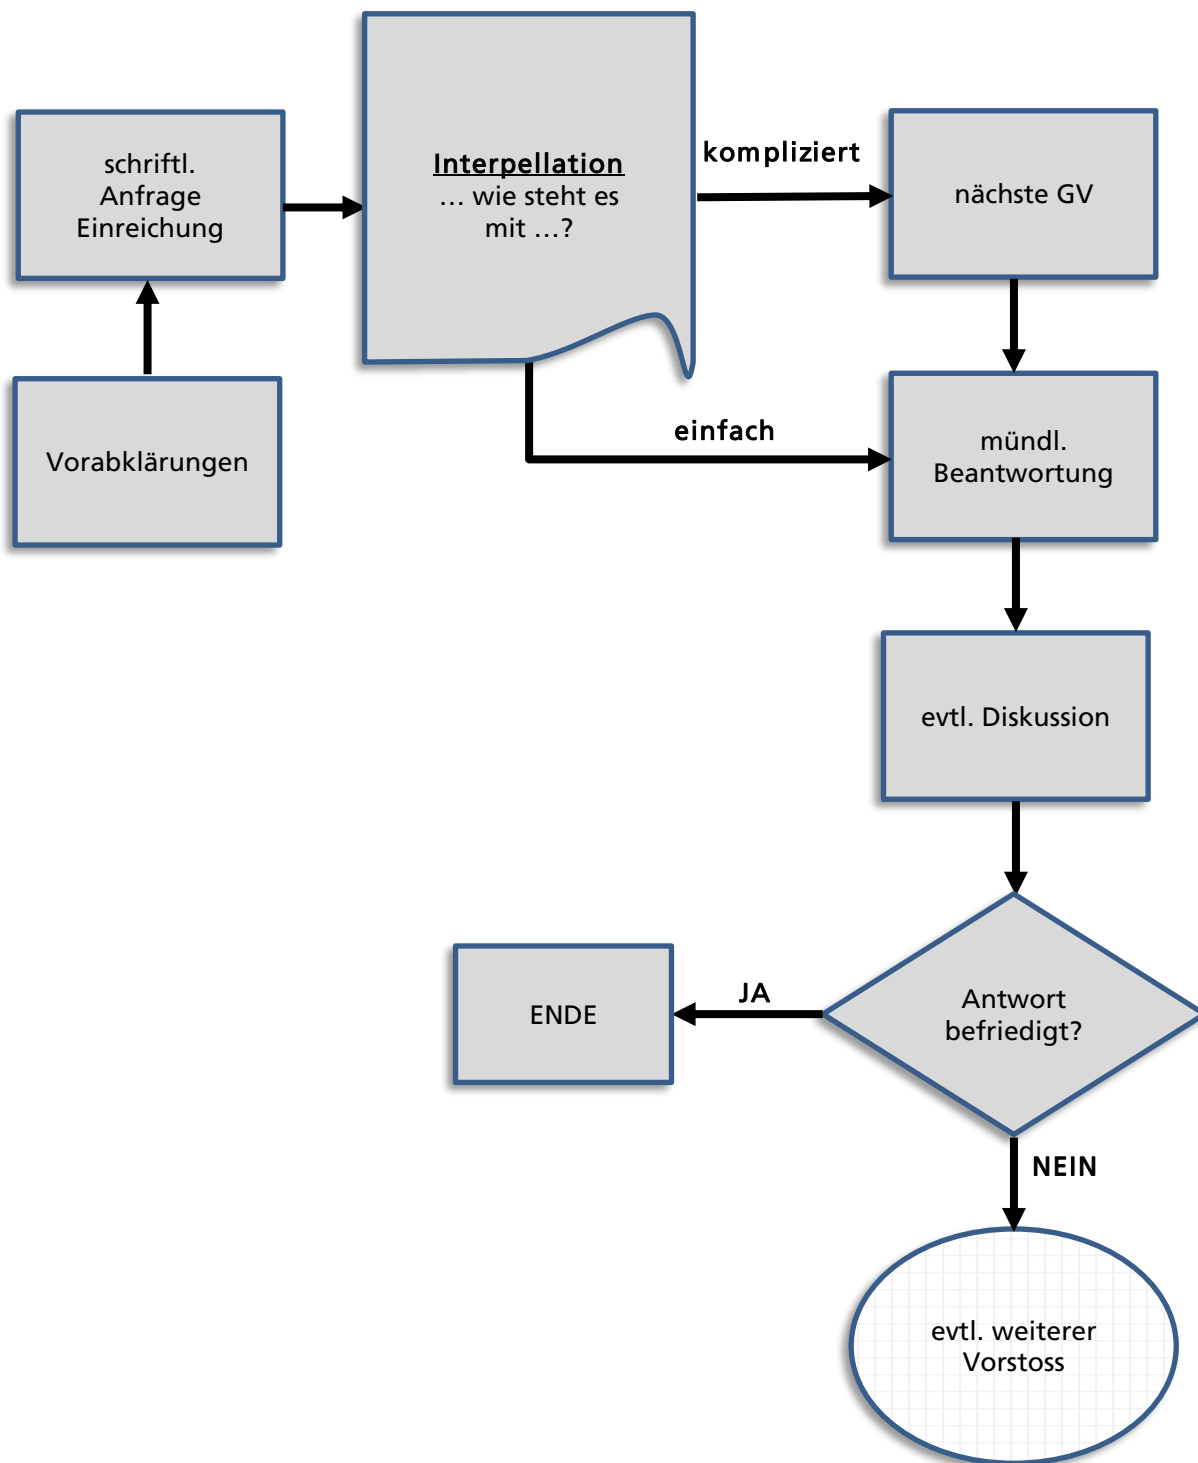 schriftl.
Anfrage
Einreichung
Interpellation
… wie steht es
mit …?
kompliziert
nächste GV
Vorabklärungen
einfach
mündl.
Beantwortung
evtl. Diskussion
ENDE
JA
Antwort
befriedigt?
NEIN
evtl. weiterer
Vorstoss